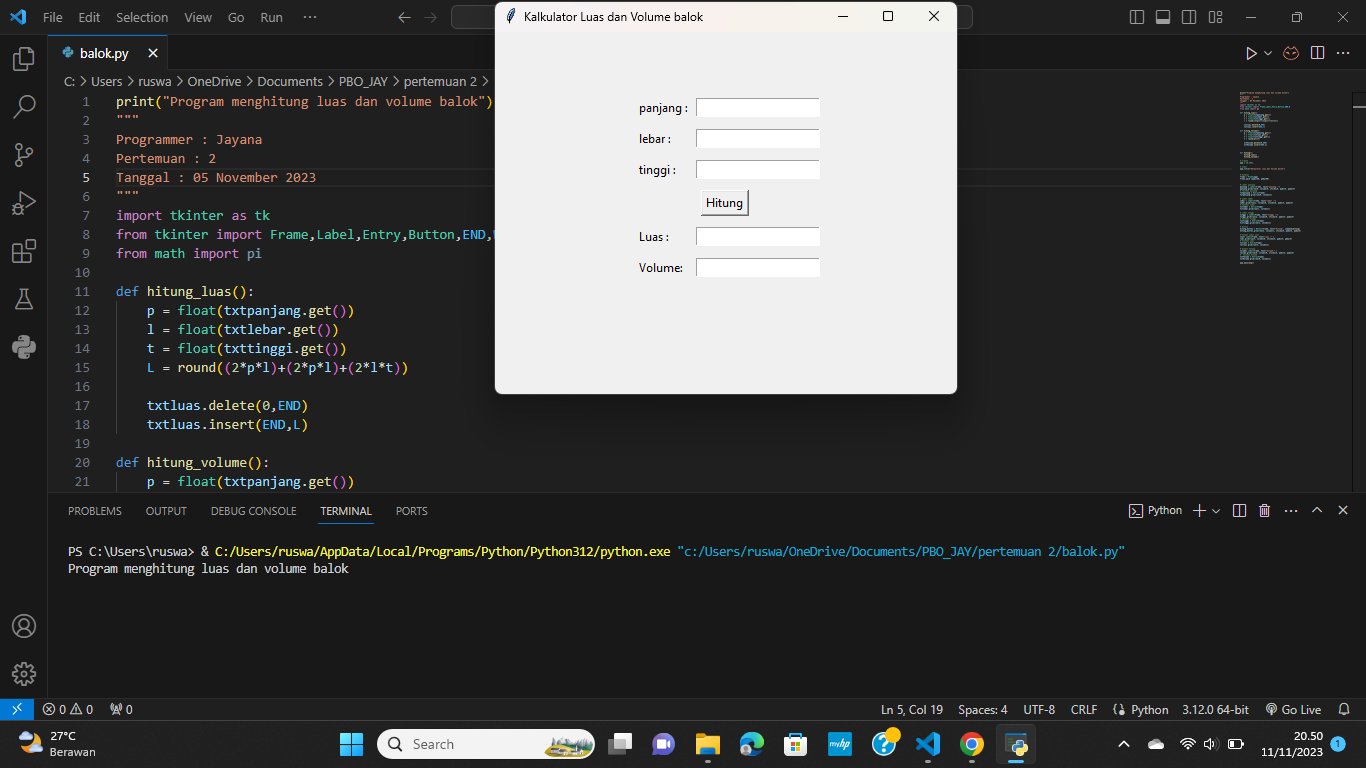 File Edit Selection View Go Run ···
Kalkulator Luas dan Volume balok
balok.py
C: > Users > ruswa > OneDrive > Documents > PBO_JAY > pertemuan 2 >
panjang :
lebar :
tinggi :
Hitung
Luas :
Volume:
1 print("Program menghitung luas dan volume balok")
2 """
3 Programmer : Jayana
4 Pertemuan : 2
5 Tanggal : 05 November 2023
6 """
7 import tkinter as tk
8 from tkinter import Frame,Label,Entry,Button,END,
9 from math import pi
10
11 def hitung_luas():
12 p = float(txtpanjang.get())
13 l = float(txtlebar.get())
14 t = float(txttinggi.get())
15 L = round((2*p*l)+(2*p*l)+(2*l*t))
16
17 txtluas.delete(0,END)
18 txtluas.insert(END,L)
19
20 def hitung_volume():
21 p = float(txtpanjang.get())
PROBLEMS OUTPUT DEBUG CONSOLE TERMINAL PORTS
Python
PS C:\Users\ruswa> & C:/Users/ruswa/AppData/Local/Programs/Python/Python312/python.exe "c:/Users/ruswa/OneDrive/Documents/PBO_JAY/pertemuan 2/balok.py"
Program menghitung luas dan volume balok
0 0 0
Ln 5, Col 19 Spaces: 4 UTF-8 CRLF Python 3.12.0 64-bit Go Live
27°C
Berawan
Search
myhp
20.50
11/11/2023
1